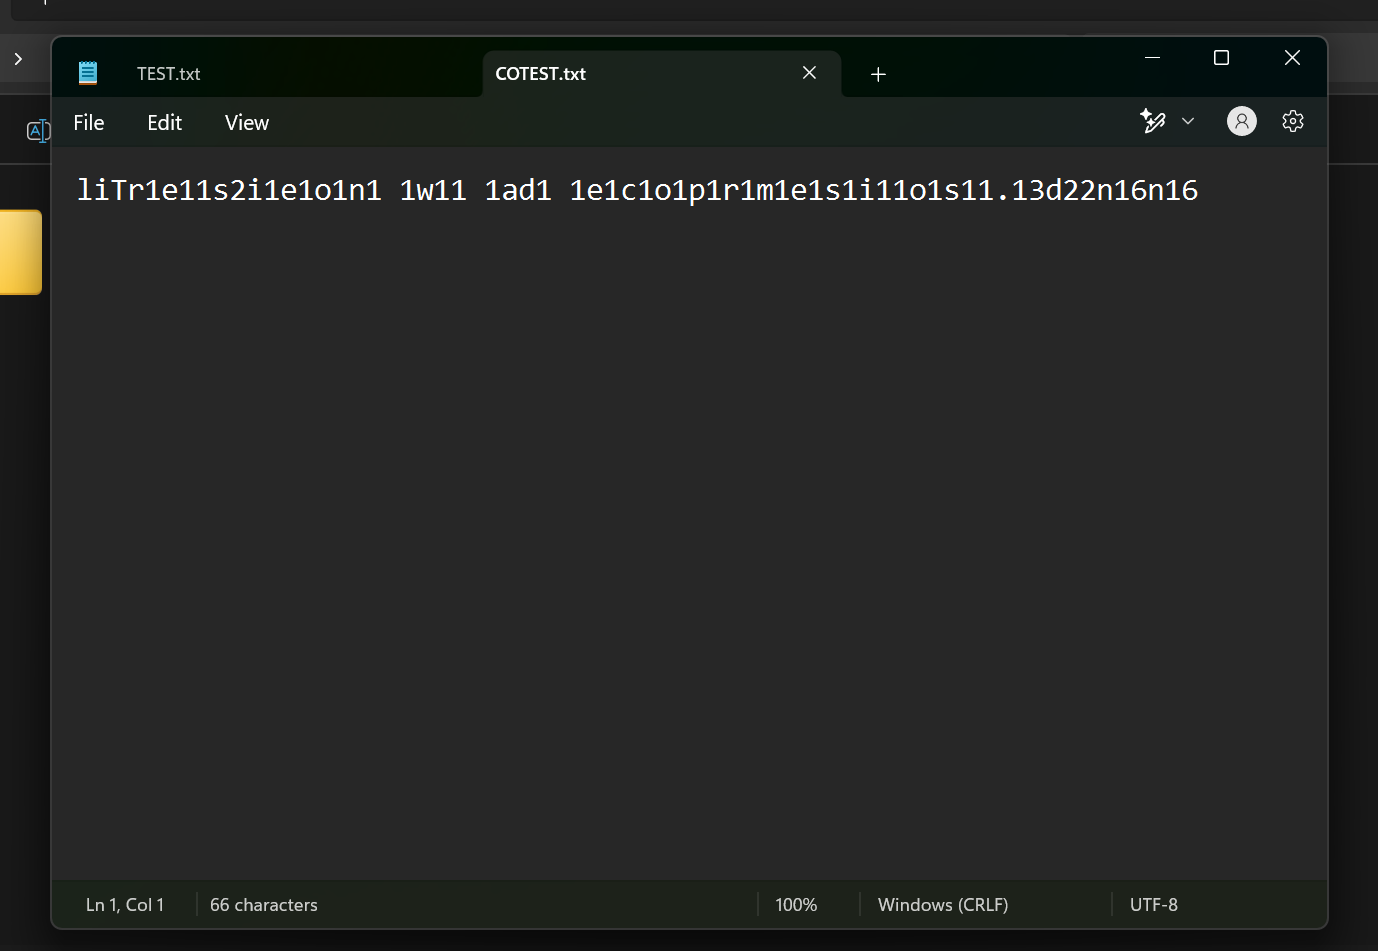 TEST.txt
COTEST.txt
File Edit View
liTr1e11s2i1e1o1n1 1w11 1ad1 1e1c1o1p1r1m1e1s1i11o1s11.13d22n16n16
Ln 1, Col 1
66 characters
100%
Windows (CRLF)
UTF-8